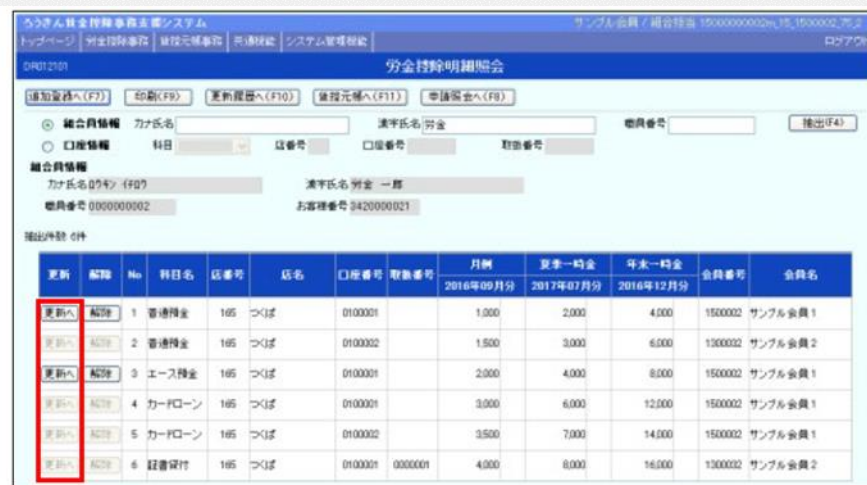 ろうきん賃金控除事務支援システム サンプル会員 / 組合担当 15000000002m_15_1500002_75_2
トップページ 労金控除事務 賃控元帳事務 共通機能 システム管理機能 ログアウト
DR012101 労金控除明細照会
追加登録へ(F7) 印刷(F9) 更新履歴へ(F10) 賃控元帳へ(F11) 申請照会へ(F8)
組合員情報 カナ氏名 漢字氏名 労金 職員番号 抽出(F4)
口座情報 科目 店番号 口座番号 取扱番号
組合員情報
カナ氏名 ロウキン イチロウ 漢字氏名 労金 一郎
職員番号 0000000002 お客様番号 3420000021
抽出件数 6件
更新 解除 No 科目名 店番号 店名 口座番号 取扱番号 月例 夏季一時金 年末一時金 会員番号 会員名
2016年09月分 2017年07月分 2016年12月分
更新へ 解除 1 普通預金 165 つくば 0100001 1,000 2,000 4,000 1500002 サンプル会員1
更新へ 解除 2 普通預金 165 つくば 0100002 1,500 3,000 6,000 1300002 サンプル会員2
更新へ 解除 3 エース預金 165 つくば 0100001 2,000 4,000 8,000 1500002 サンプル会員1
更新へ 解除 4 カードローン 165 つくば 0100001 3,000 6,000 12,000 1500002 サンプル会員1
更新へ 解除 5 カードローン 165 つくば 0100002 3,500 7,000 14,000 1500002 サンプル会員1
更新へ 解除 6 証書貸付 165 つくば 0100001 0000001 4,000 8,000 16,000 1300002 サンプル会員2